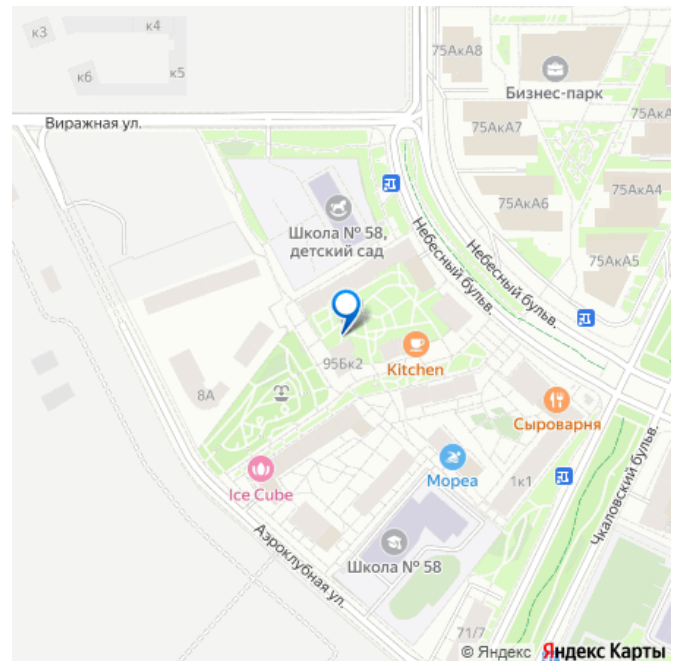 к3
к4
к6
к5
75АкА8
Бизнес-парк
Виражная ул.
75АкА7
75АкА
75АкА4
75АкА6
Школа № 58,
детский сад
Небесный бульв.
Небесный бульв.
75АкА5
95Бк2
Kitchen
8А
Сыроварня
Ice Cube
Мореа
1к1
Чкаловский бульв.
Аэроклубная ул.
Школа № 58
71/7
© Яндекс Яндекс Карты